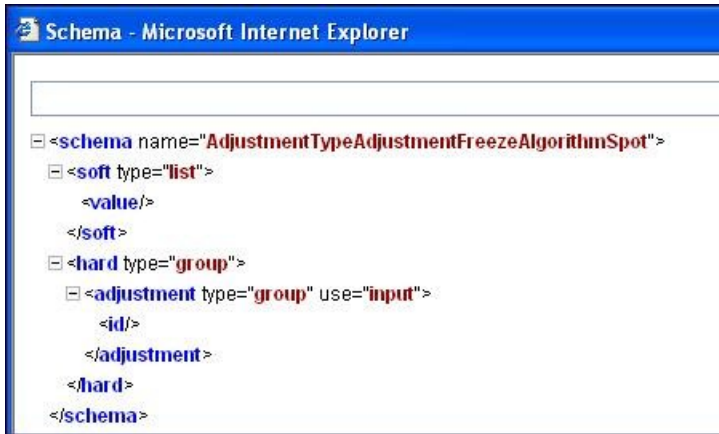 Schema - Microsoft Internet Explorer
<schema name="AdjustmentTypeAdjustmentFreezeAlgorithmSpot">
<soft type="list">
<value/>
</soft>
<hard type="group">
<adjustment type="group" use="input">
<id/>
</adjustment>
</hard>
</schema>